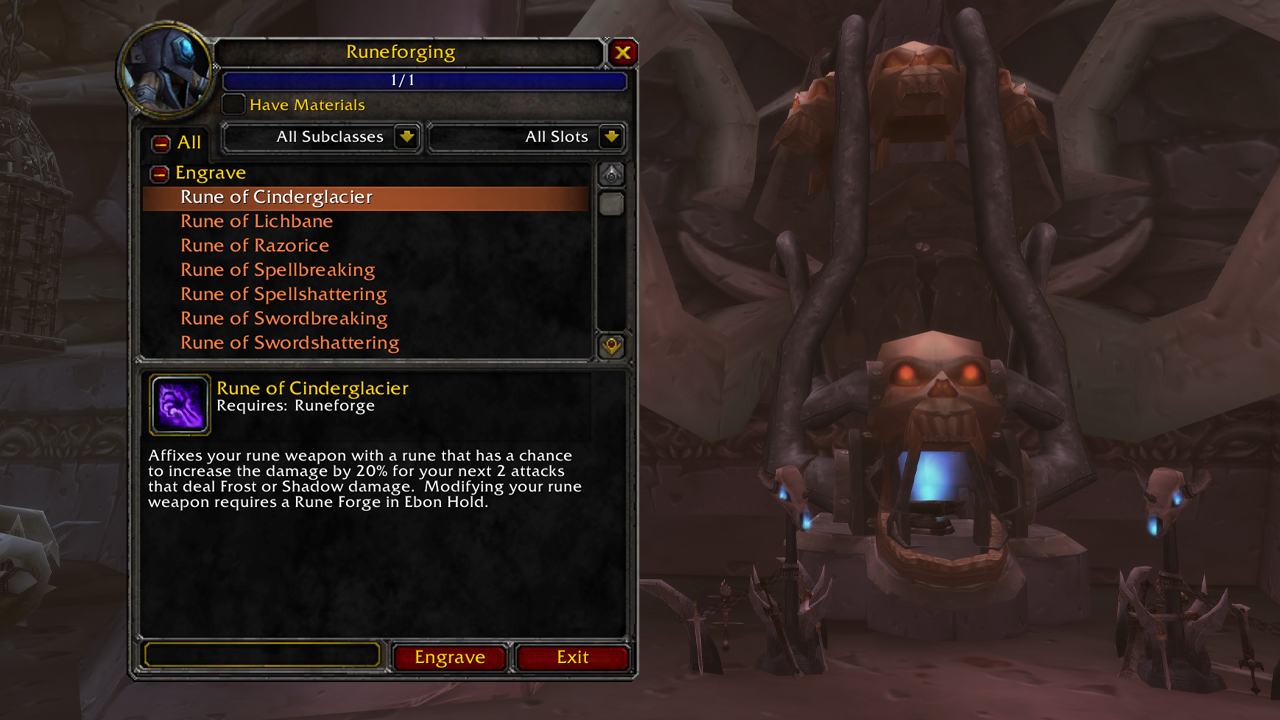 Runeforging
1/1
Have Materials
All
All Subclasses
All Slots
Engrave
Rune of Cinderglacier
Rune of Lichbane
Rune of Razorice
Rune of Spellbreaking
Rune of Spellshattering
Rune of Swordbreaking
Rune of Swordshattering
Rune of Cinderglacier
Requires: Runeforge
Affixes your rune weapon with a rune that has a chance
to increase the damage by 20% for your next 2 attacks
that deal Frost or Shadow damage. Modifying your rune
weapon requires a Rune Forge in Ebon Hold.
Engrave
Exit